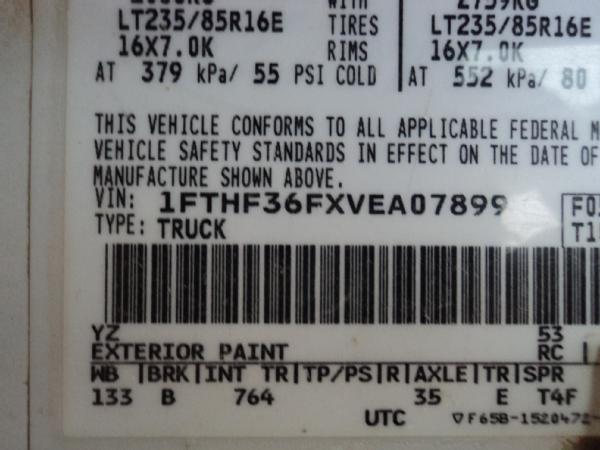 WITH
LT235/85R16E TIRES LT235/85R16E
16X7.0K RIMS 16X7.0K
AT 379 kPa/ 55 PSI COLD AT 552 kPa/ 80
THIS VEHICLE CONFORMS TO ALL APPLICABLE FEDERAL M
VEHICLE SAFETY STANDARDS IN EFFECT ON THE DATE OF
MANUFACTURE SHOWN ABOVE.
VIN: 1FTHF36FXVEA07899
TYPE: TRUCK
YZ 53
EXTERIOR PAINT RC
WB |BRK|INT TR|TP/PS|R|AXLE|TR|SPR
133 B 764 35 E T4F
UTC ▽F65B-1520472-